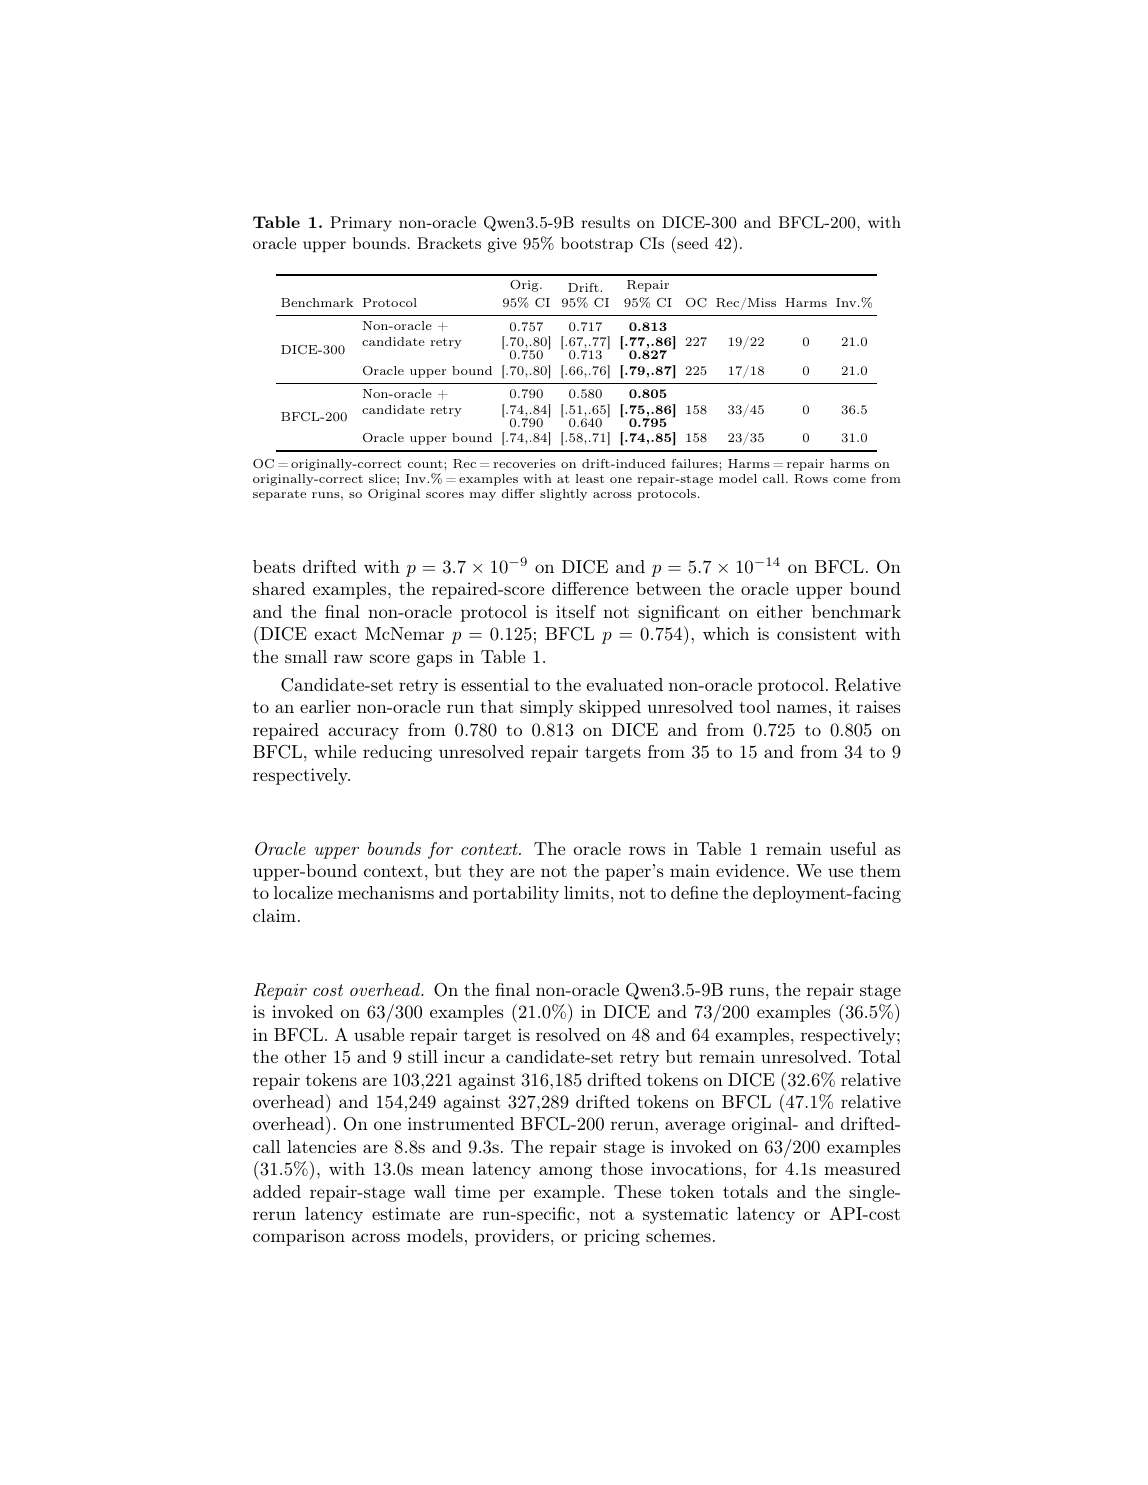 Table 1. Primary non-oracle Qwen3.5-9B results on DICE-300 and BFCL-200, with
oracle upper bounds. Brackets give 95% bootstrap CIs (seed 42).
Orig. Drift. Repair
Benchmark Protocol 95% CI 95% CI 95% CI OC Rec/Miss Harms Inv.%
Non-oracle + 0.757 0.717 0.813
DICE-300 candidate retry [.70,.80] [.67,.77] [.77,.86] 227 19/22 0 21.0
0.750 0.713 0.827
Oracle upper bound [.70,.80] [.66,.76] [.79,.87] 225 17/18 0 21.0
Non-oracle + 0.790 0.580 0.805
BFCL-200 candidate retry [.74,.84] [.51,.65] [.75,.86] 158 33/45 0 36.5
0.790 0.640 0.795
Oracle upper bound [.74,.84] [.58,.71] [.74,.85] 158 23/35 0 31.0
OC = originally-correct count; Rec = recoveries on drift-induced failures; Harms = repair harms on
originally-correct slice; Inv.% = examples with at least one repair-stage model call. Rows come from
separate runs, so Original scores may differ slightly across protocols.
beats drifted with p = 3.7 × 10⁻⁹ on DICE and p = 5.7 × 10⁻¹⁴ on BFCL. On
shared examples, the repaired-score difference between the oracle upper bound
and the final non-oracle protocol is itself not significant on either benchmark
(DICE exact McNemar p = 0.125; BFCL p = 0.754), which is consistent with
the small raw score gaps in Table 1.
Candidate-set retry is essential to the evaluated non-oracle protocol. Relative
to an earlier non-oracle run that simply skipped unresolved tool names, it raises
repaired accuracy from 0.780 to 0.813 on DICE and from 0.725 to 0.805 on
BFCL, while reducing unresolved repair targets from 35 to 15 and from 34 to 9
respectively.
Oracle upper bounds for context. The oracle rows in Table 1 remain useful as
upper-bound context, but they are not the paper's main evidence. We use them
to localize mechanisms and portability limits, not to define the deployment-facing
claim.
Repair cost overhead. On the final non-oracle Qwen3.5-9B runs, the repair stage
is invoked on 63/300 examples (21.0%) in DICE and 73/200 examples (36.5%)
in BFCL. A usable repair target is resolved on 48 and 64 examples, respectively;
the other 15 and 9 still incur a candidate-set retry but remain unresolved. Total
repair tokens are 103,221 against 316,185 drifted tokens on DICE (32.6% relative
overhead) and 154,249 against 327,289 drifted tokens on BFCL (47.1% relative
overhead). On one instrumented BFCL-200 rerun, average original- and drifted-
call latencies are 8.8s and 9.3s. The repair stage is invoked on 63/200 examples
(31.5%), with 13.0s mean latency among those invocations, for 4.1s measured
added repair-stage wall time per example. These token totals and the single-
rerun latency estimate are run-specific, not a systematic latency or API-cost
comparison across models, providers, or pricing schemes.